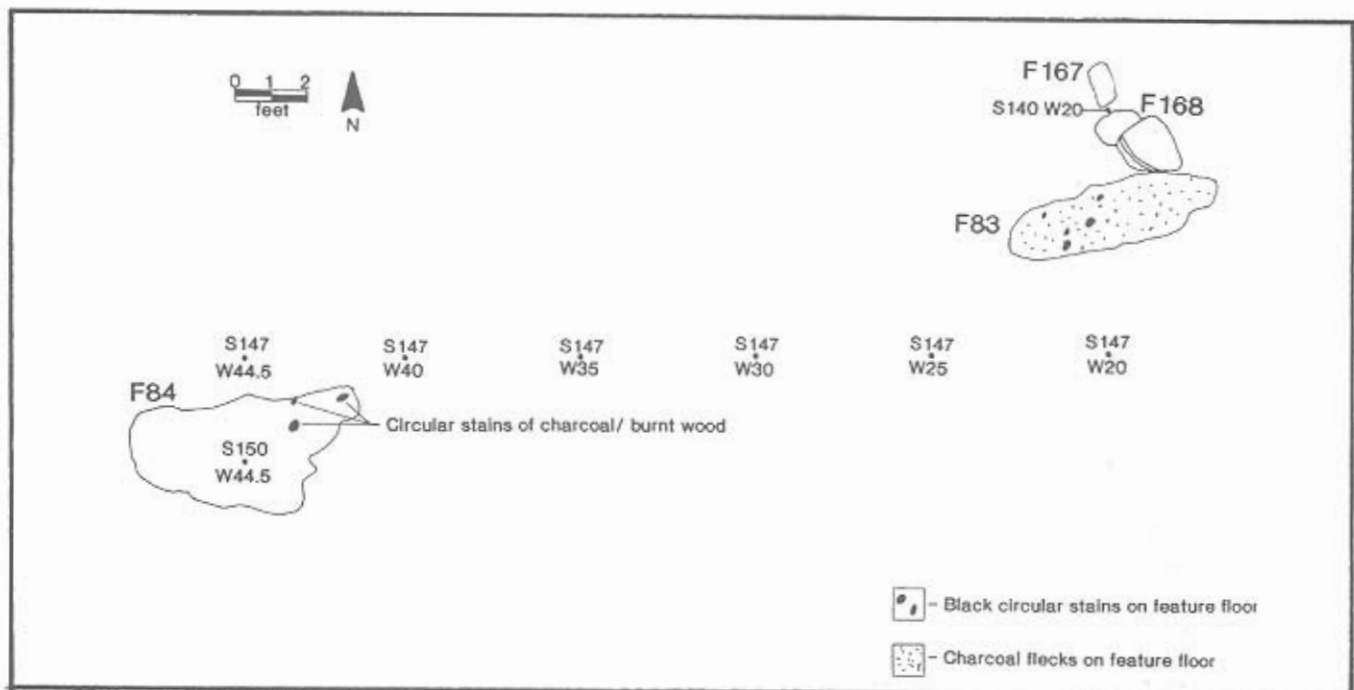 0 1 2
feet
N
F167
S140 W20
F168
F83
S147
W44.5
S147
W40
S147
W35
S147
W30
S147
W25
S147
W20
F84
Circular stains of charcoal/ burnt wood
S150
W44.5
- Black circular stains on feature floor
- Charcoal flecks on feature floor